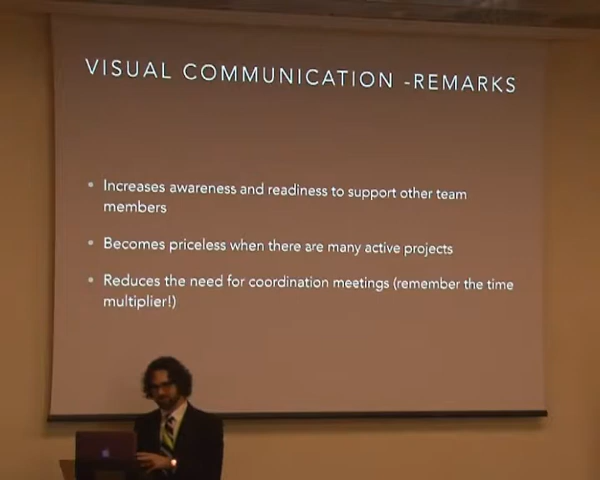 VISUAL COMMUNICATION -REMARKS
• Increases awareness and readiness to support other team
members
• Becomes priceless when there are many active projects
• Reduces the need for coordination meetings (remember the time
multiplier!)